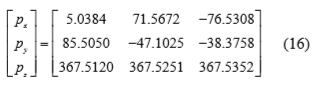 [p_x] = [5.0384 71.5672 −76.5308]
[p_y] = [85.5050 −47.1025 −38.3758] (16)
[p_z] = [367.5120 367.5251 367.5352]